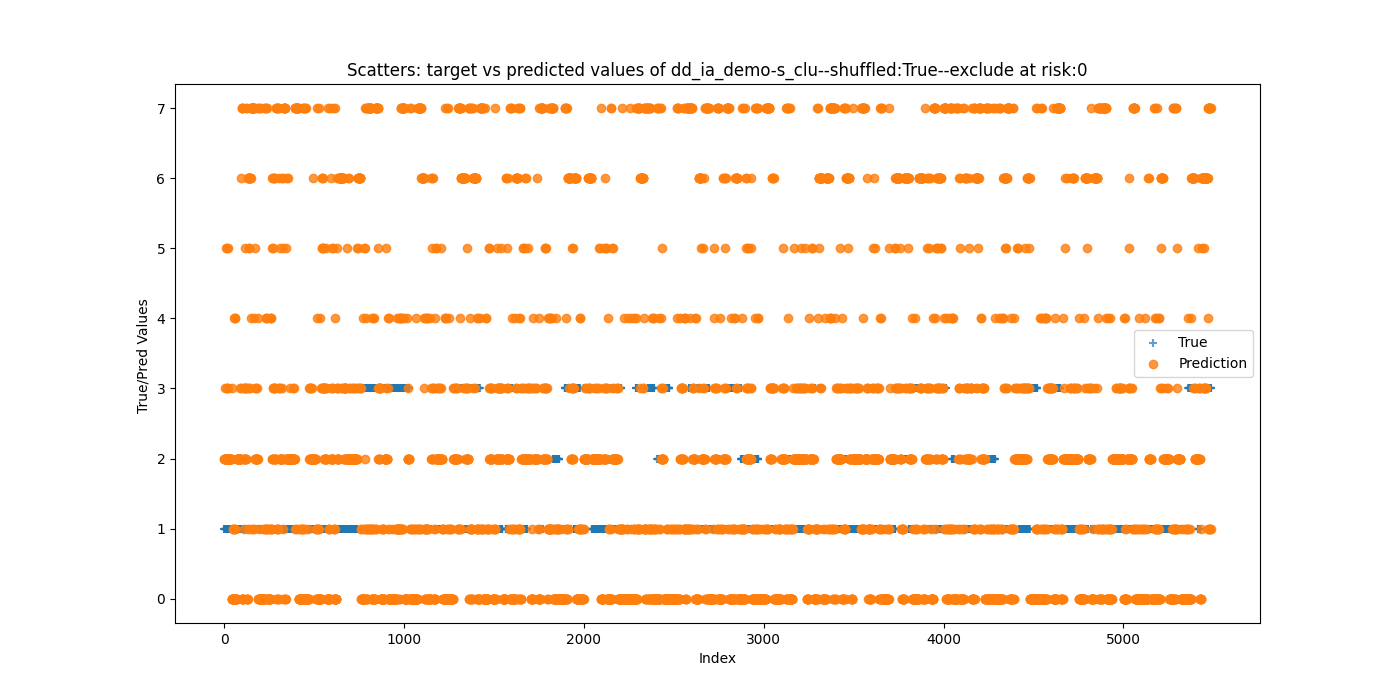 Scatters: target vs predicted values of dd_ia_demo-s_clu--shuffled:True--exclude at risk:0
7
6
5
4
3
2
1
0
True/Pred Values
True
Prediction
0
1000
2000
3000
4000
5000
Index